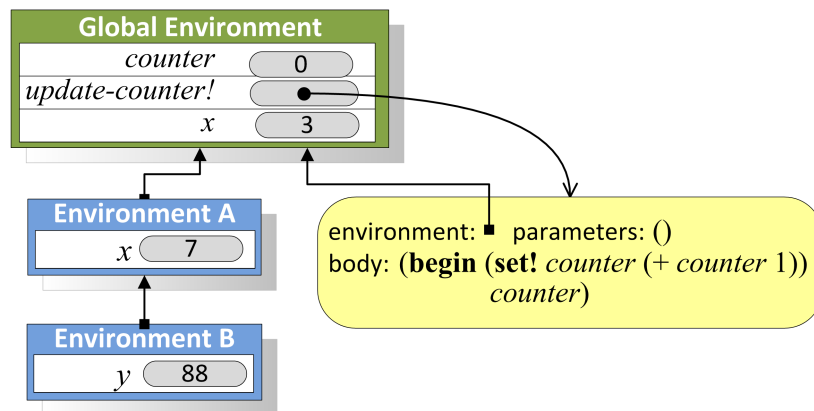 Global Environment
counter 0
update-counter!
x 3
Environment A
x 7
environment: parameters: ()
body: (begin (set! counter (+ counter 1))
counter)
Environment B
y 88